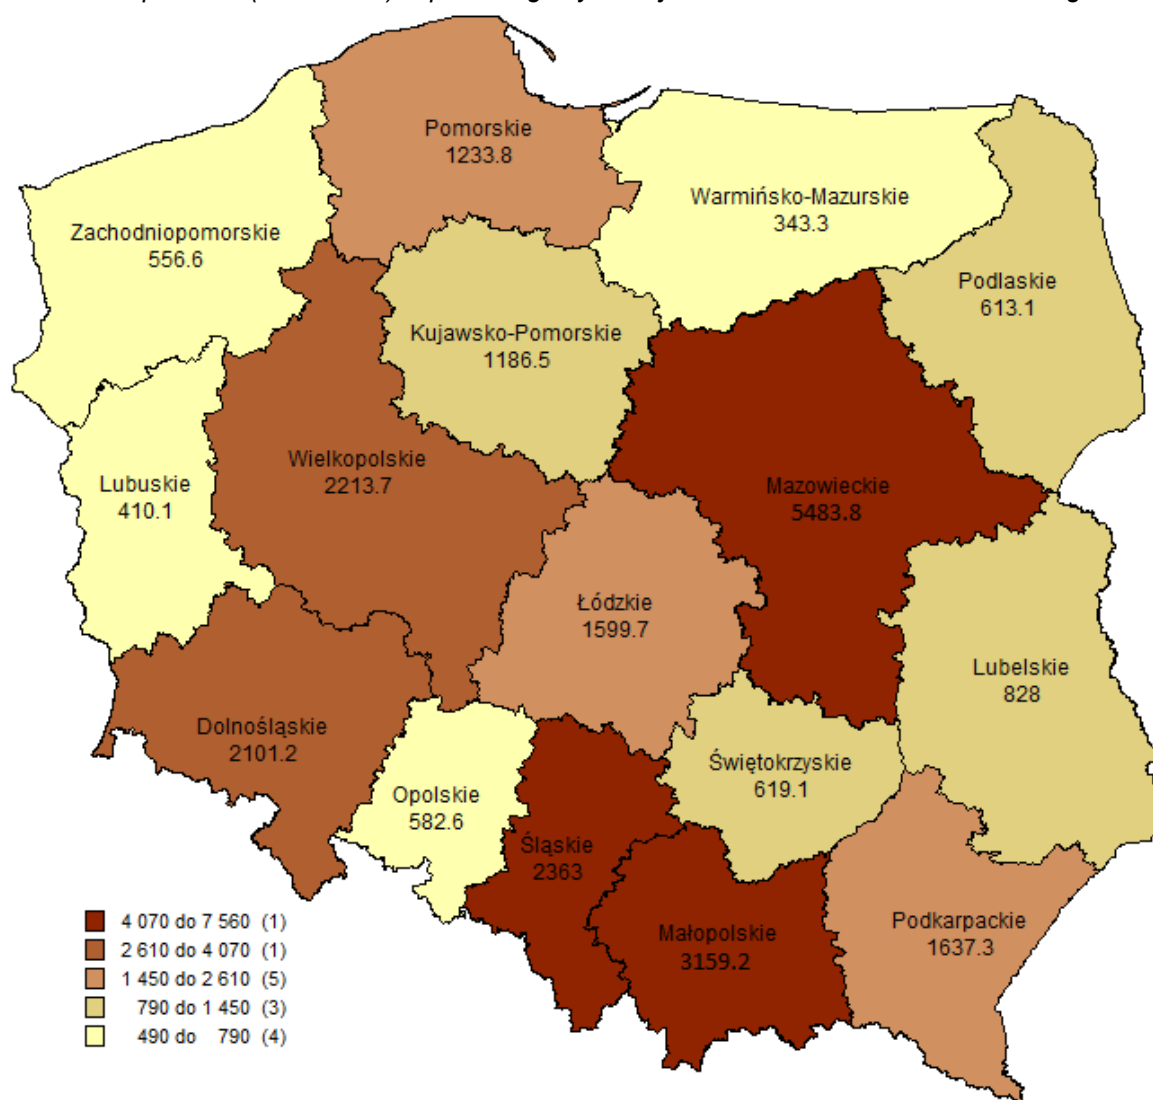 Pomorskie
1233.8
Warmińsko-Mazurskie
343.3
Zachodniopomorskie
556.6
Podlaskie
613.1
Kujawsko-Pomorskie
1186.5
Wielkopolskie
2213.7
Lubuskie
410.1
Mazowieckie
5483.8
Łódzkie
1599.7
Lubelskie
828
Dolnośląskie
2101.2
Świętokrzyskie
619.1
Opolskie
582.6
Śląskie
2363
Małopolskie
3159.2
Podkarpackie
1637.3
4 070 do 7 560 (1)
2 610 do 4 070 (1)
1 450 do 2 610 (5)
790 do 1 450 (3)
490 do 790 (4)